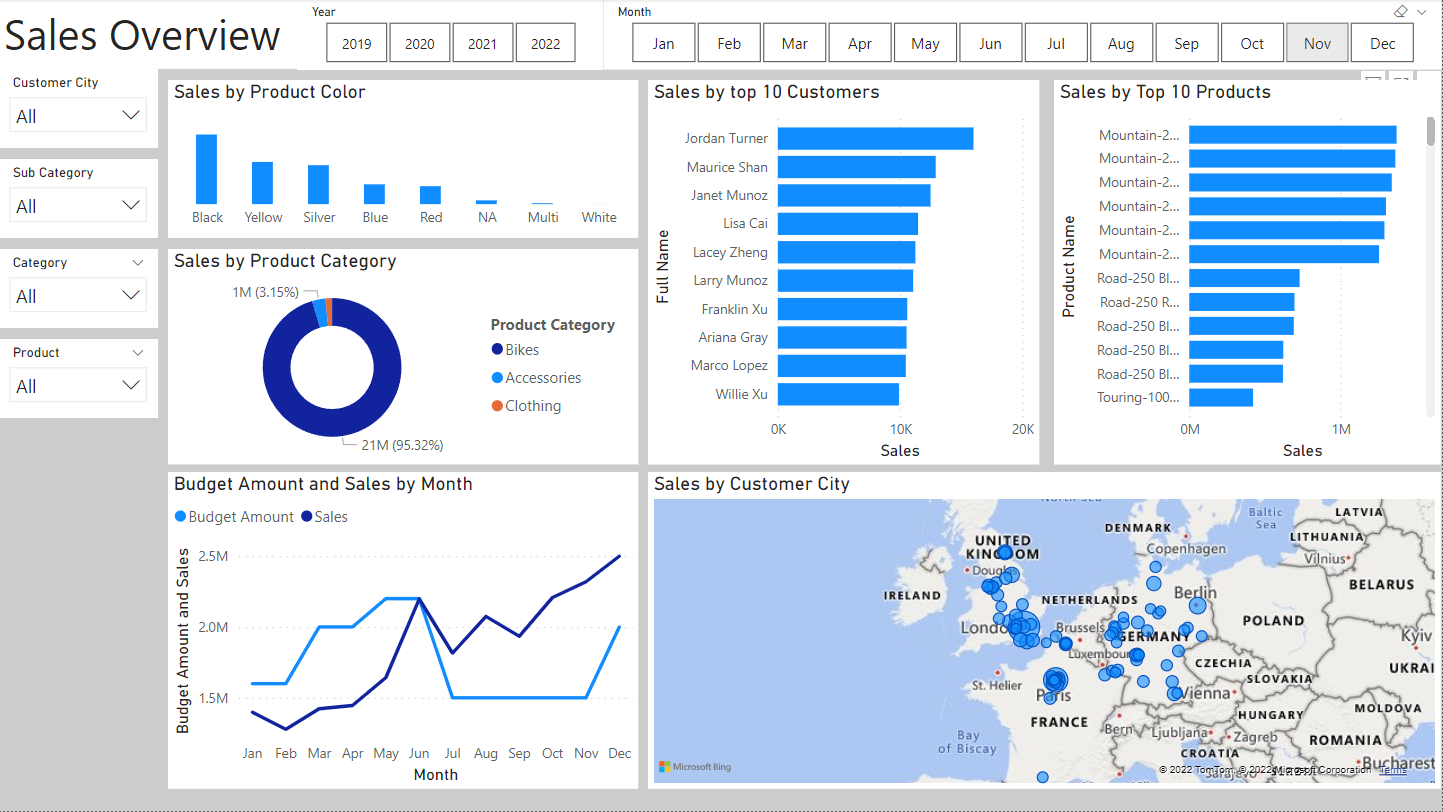 Sales Overview
Year
2019 2020 2021 2022
Month
Jan Feb Mar Apr May Jun Jul Aug Sep Oct Nov Dec
Customer City
All
Sub Category
All
Category
All
Product
All
Sales by Product Color
Black Yellow Silver Blue Red NA Multi White
Sales by Product Category
1M (3.15%)
21M (95.32%)
Product Category
Bikes
Accessories
Clothing
Sales by top 10 Customers
Full Name
Jordan Turner
Maurice Shan
Janet Munoz
Lisa Cai
Lacey Zheng
Larry Munoz
Franklin Xu
Ariana Gray
Marco Lopez
Willie Xu
0K 10K 20K
Sales
Sales by Top 10 Products
Product Name
Mountain-2...
Mountain-2...
Mountain-2...
Mountain-2...
Mountain-2...
Mountain-2...
Road-250 Bl...
Road-250 R...
Road-250 Bl...
Road-250 Bl...
Road-250 Bl...
Touring-100...
0M 1M
Sales
Budget Amount and Sales by Month
Budget Amount Sales
Budget Amount and Sales
2.5M
2.0M
1.5M
Jan Feb Mar Apr May Jun Jul Aug Sep Oct Nov Dec
Month
Sales by Customer City
North Sea
Baltic
Sea
LATVIA
DENMARK
LITHUANIA
UNITED
KINGDOM
Copenhagen
Vilnius
BELARUS
IRELAND
NETHERLANDS
Berlin
POLAND
Brussels
GERMANY
Kyiv
Luxembourg
CZECHIA
UKRAI
St. Helier
SLOVAKIA
Paris
Vienna
MOLDOVA
FRANCE
HUNGARY
Bern
Ljubljana
Zagreb
ROMANIA
Bay
of Biscay
CROATIA
Bucharest
Sarajevo
Microsoft Bing
© 2022 TomTom, © 2022 Microsoft Corporation Terms